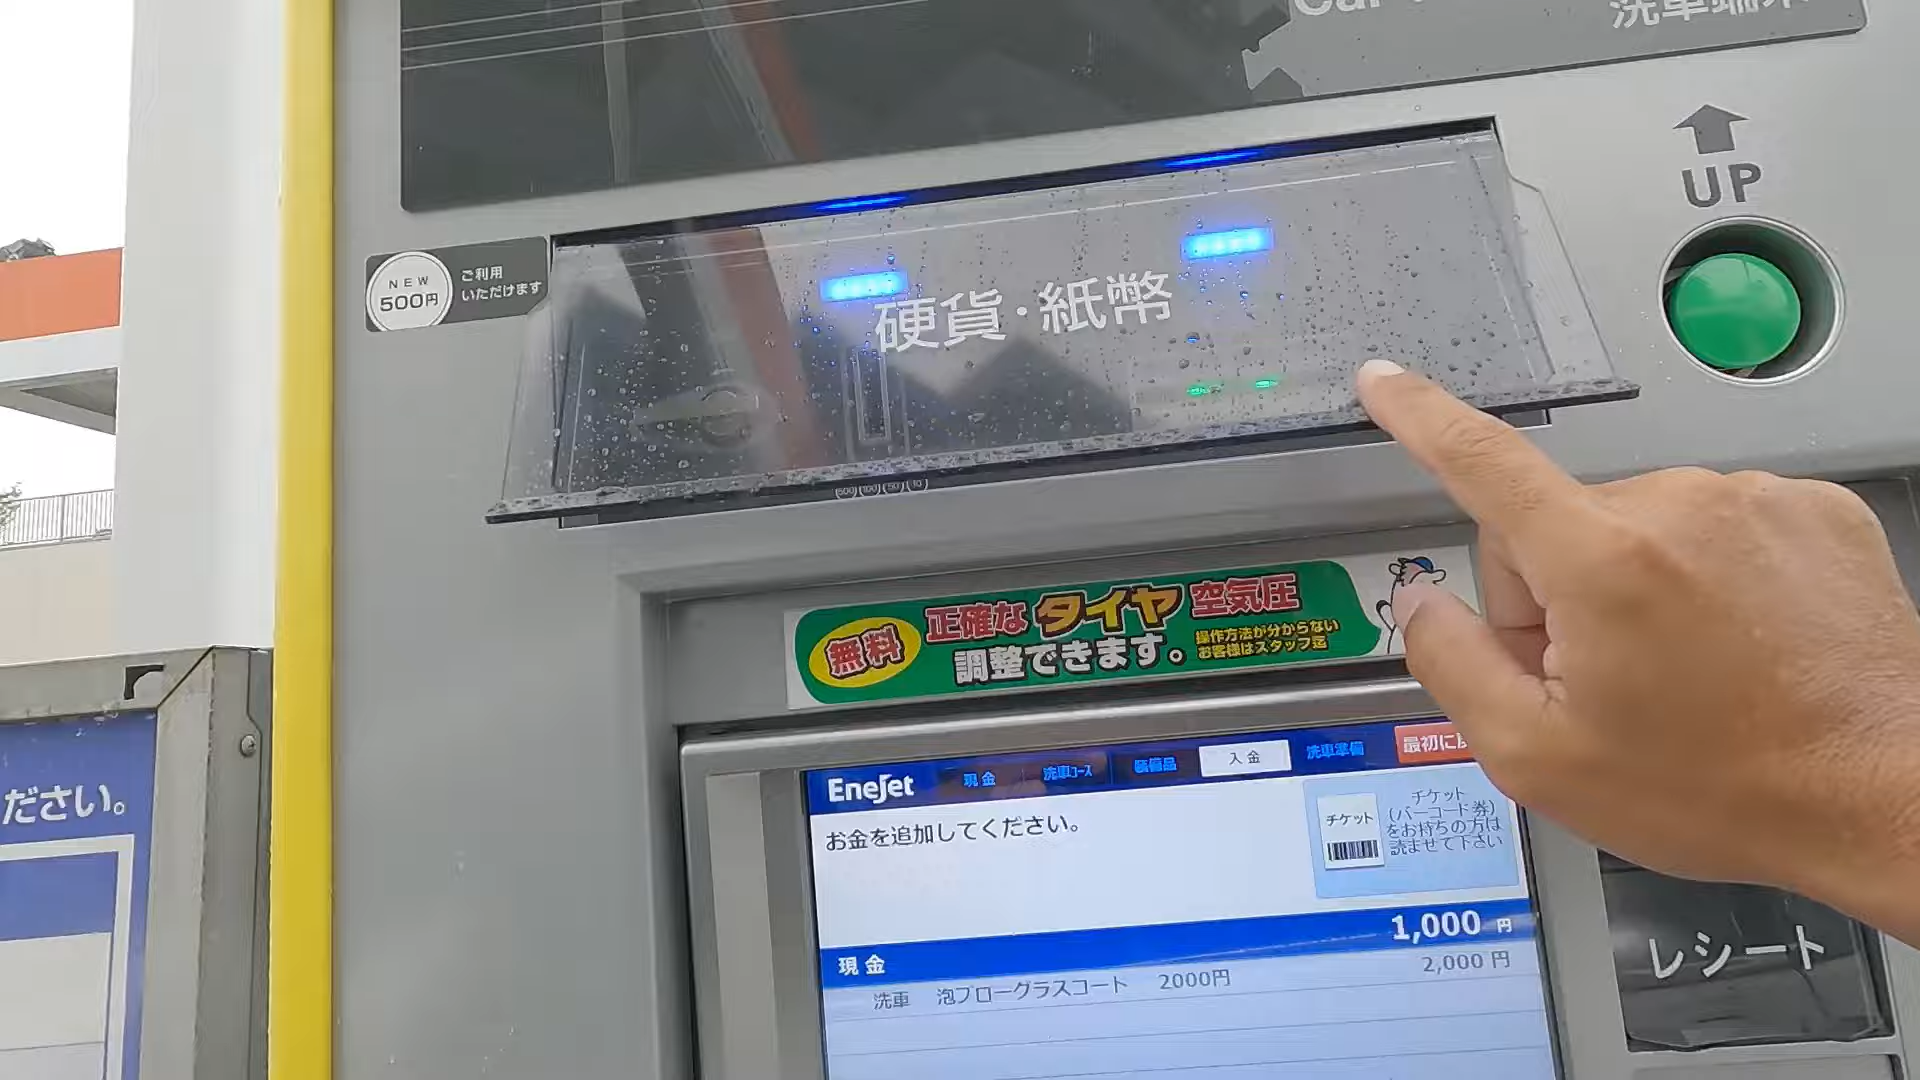 洗車端末
UP
NEW
500円
ご利用
いただけます
硬貨・紙幣
500 100 50 10
無料
正確なタイヤ空気圧
調整できます。
操作方法が分からない
お客様はスタッフ迄
ださい。
EneJet
現金
洗車コース
装備品
入金
洗車準備
最初に
お金を追加してください。
チケット
チケット
(バーコード券)
をお持ちの方は
読ませて下さい
1,000 円
現金
洗車 泡ブローグラスコート 2000円 2,000 円
レシート